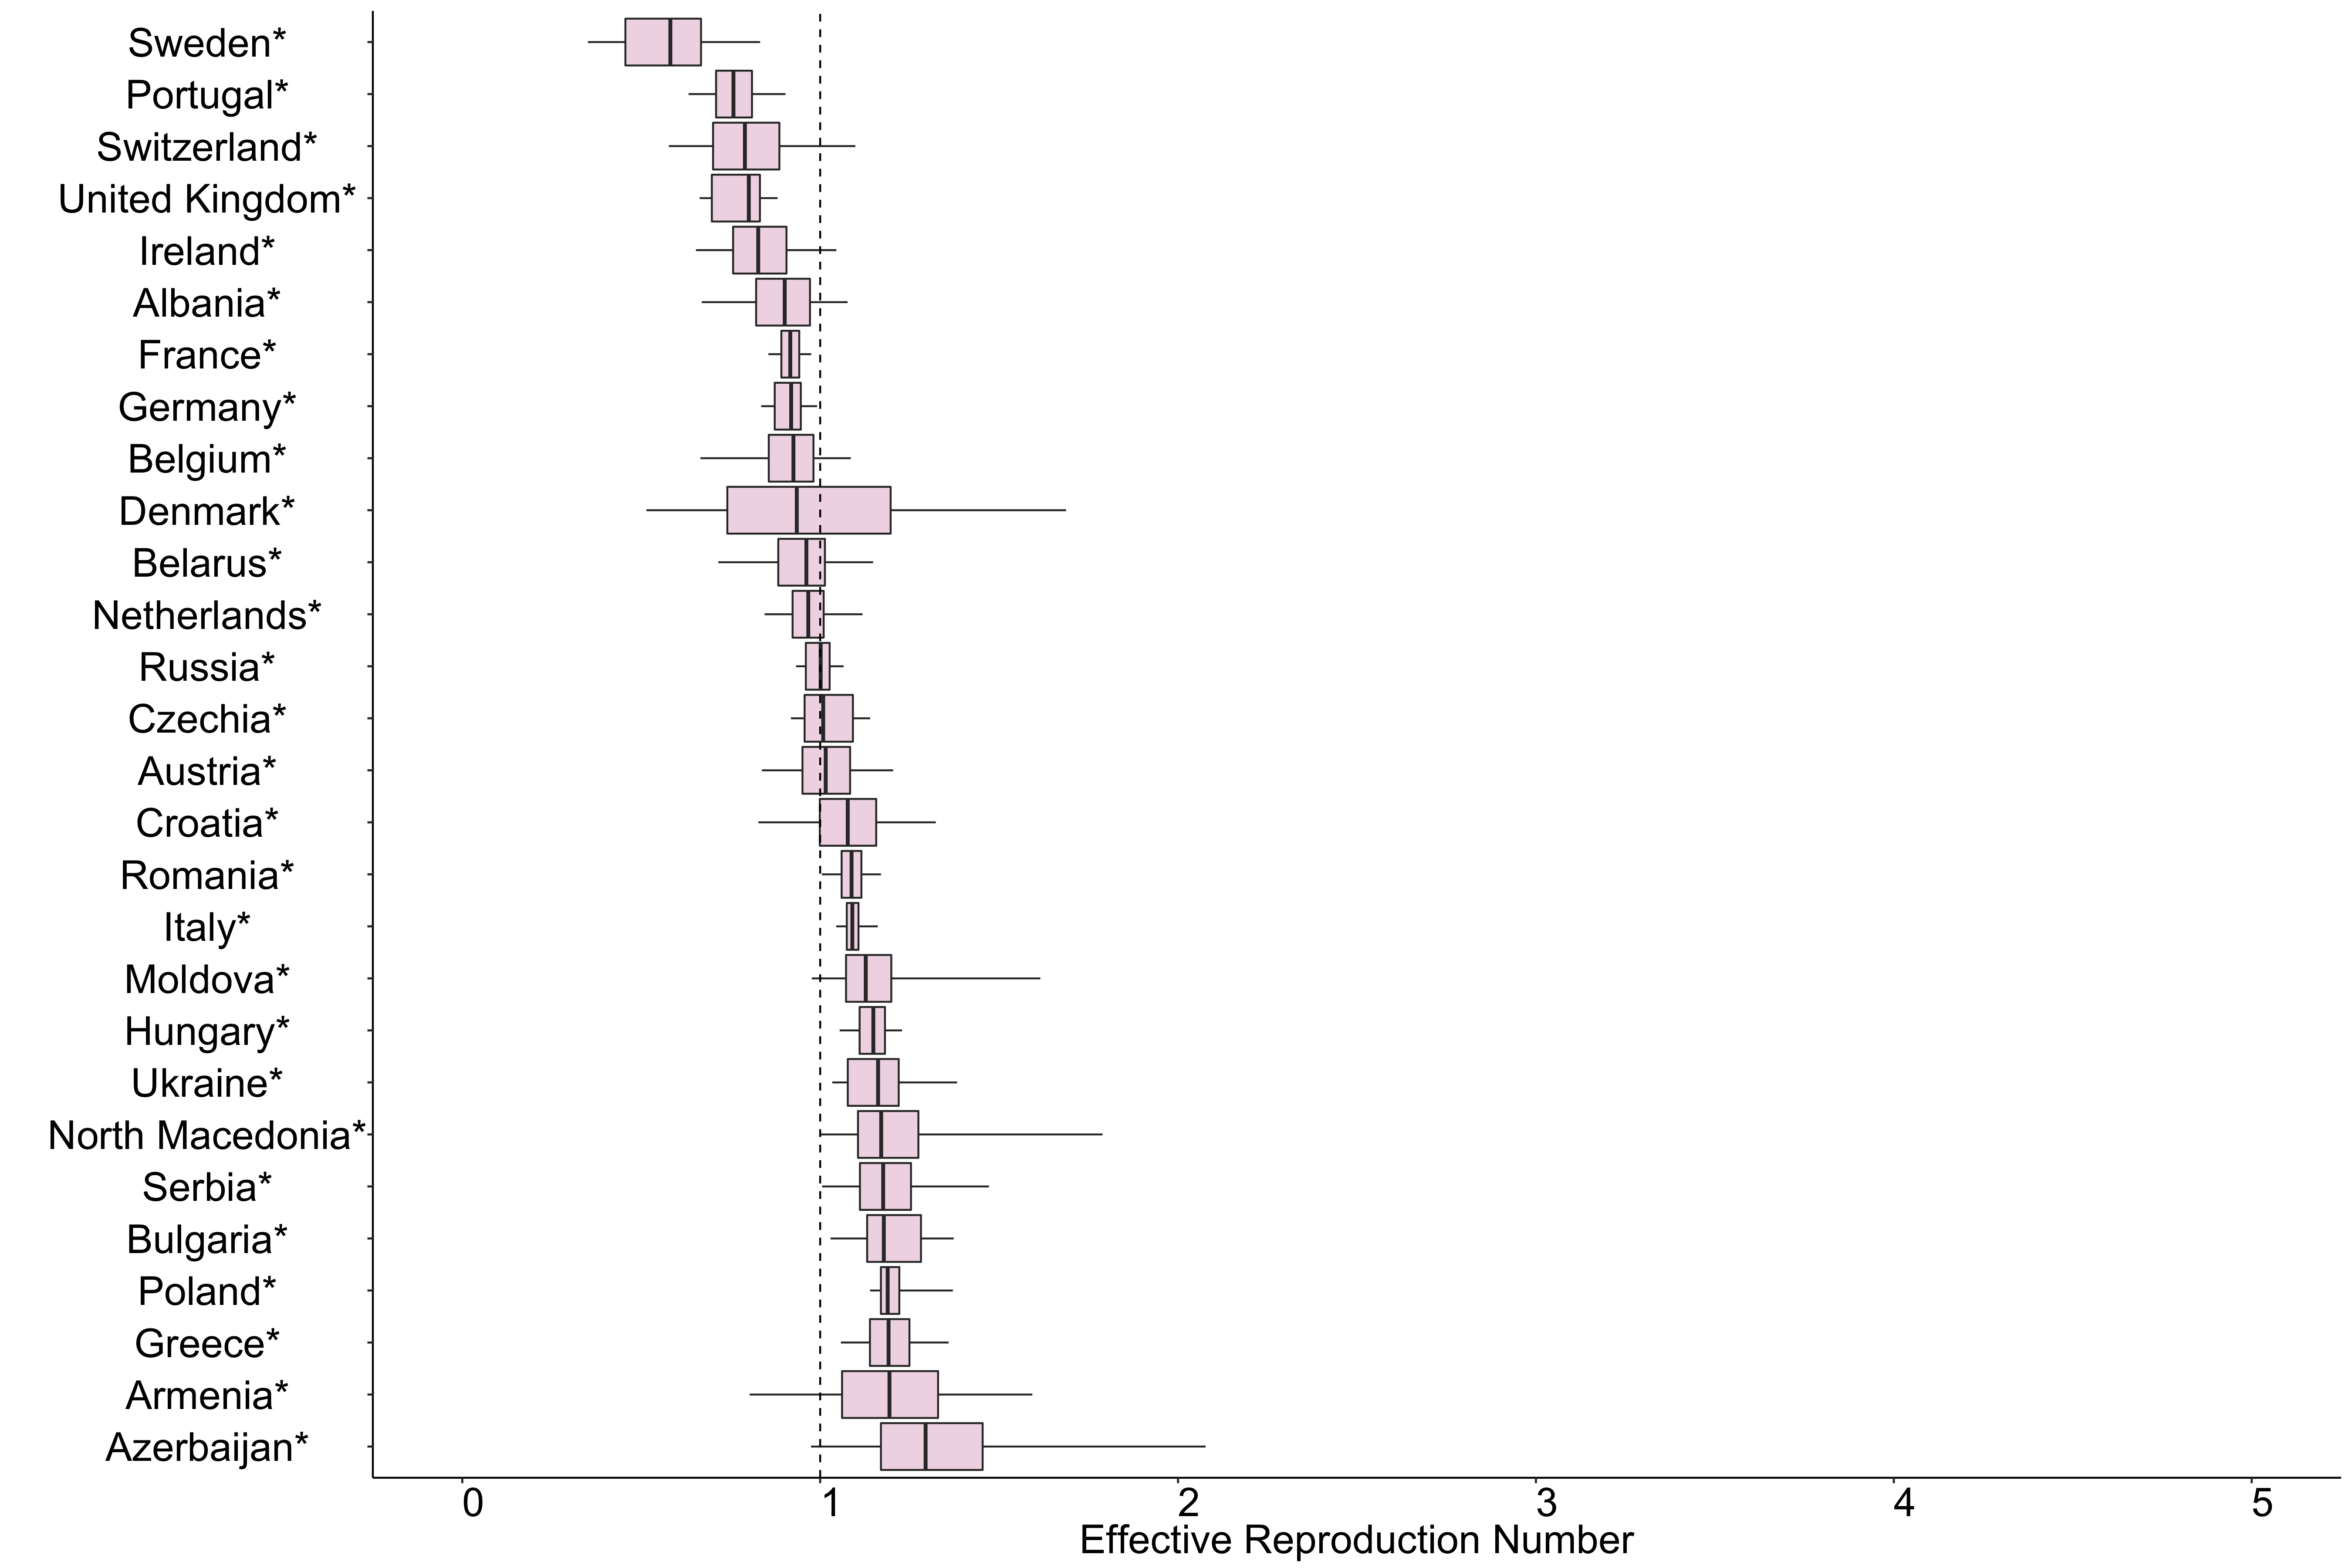 Sweden*
Portugal*
Switzerland*
United Kingdom*
Ireland*
Albania*
France*
Germany*
Belgium*
Denmark*
Belarus*
Netherlands*
Russia*
Czechia*
Austria*
Croatia*
Romania*
Italy*
Moldova*
Hungary*
Ukraine*
North Macedonia*
Serbia*
Bulgaria*
Poland*
Greece*
Armenia*
Azerbaijan*
0 1 2 3 4 5
Effective Reproduction Number